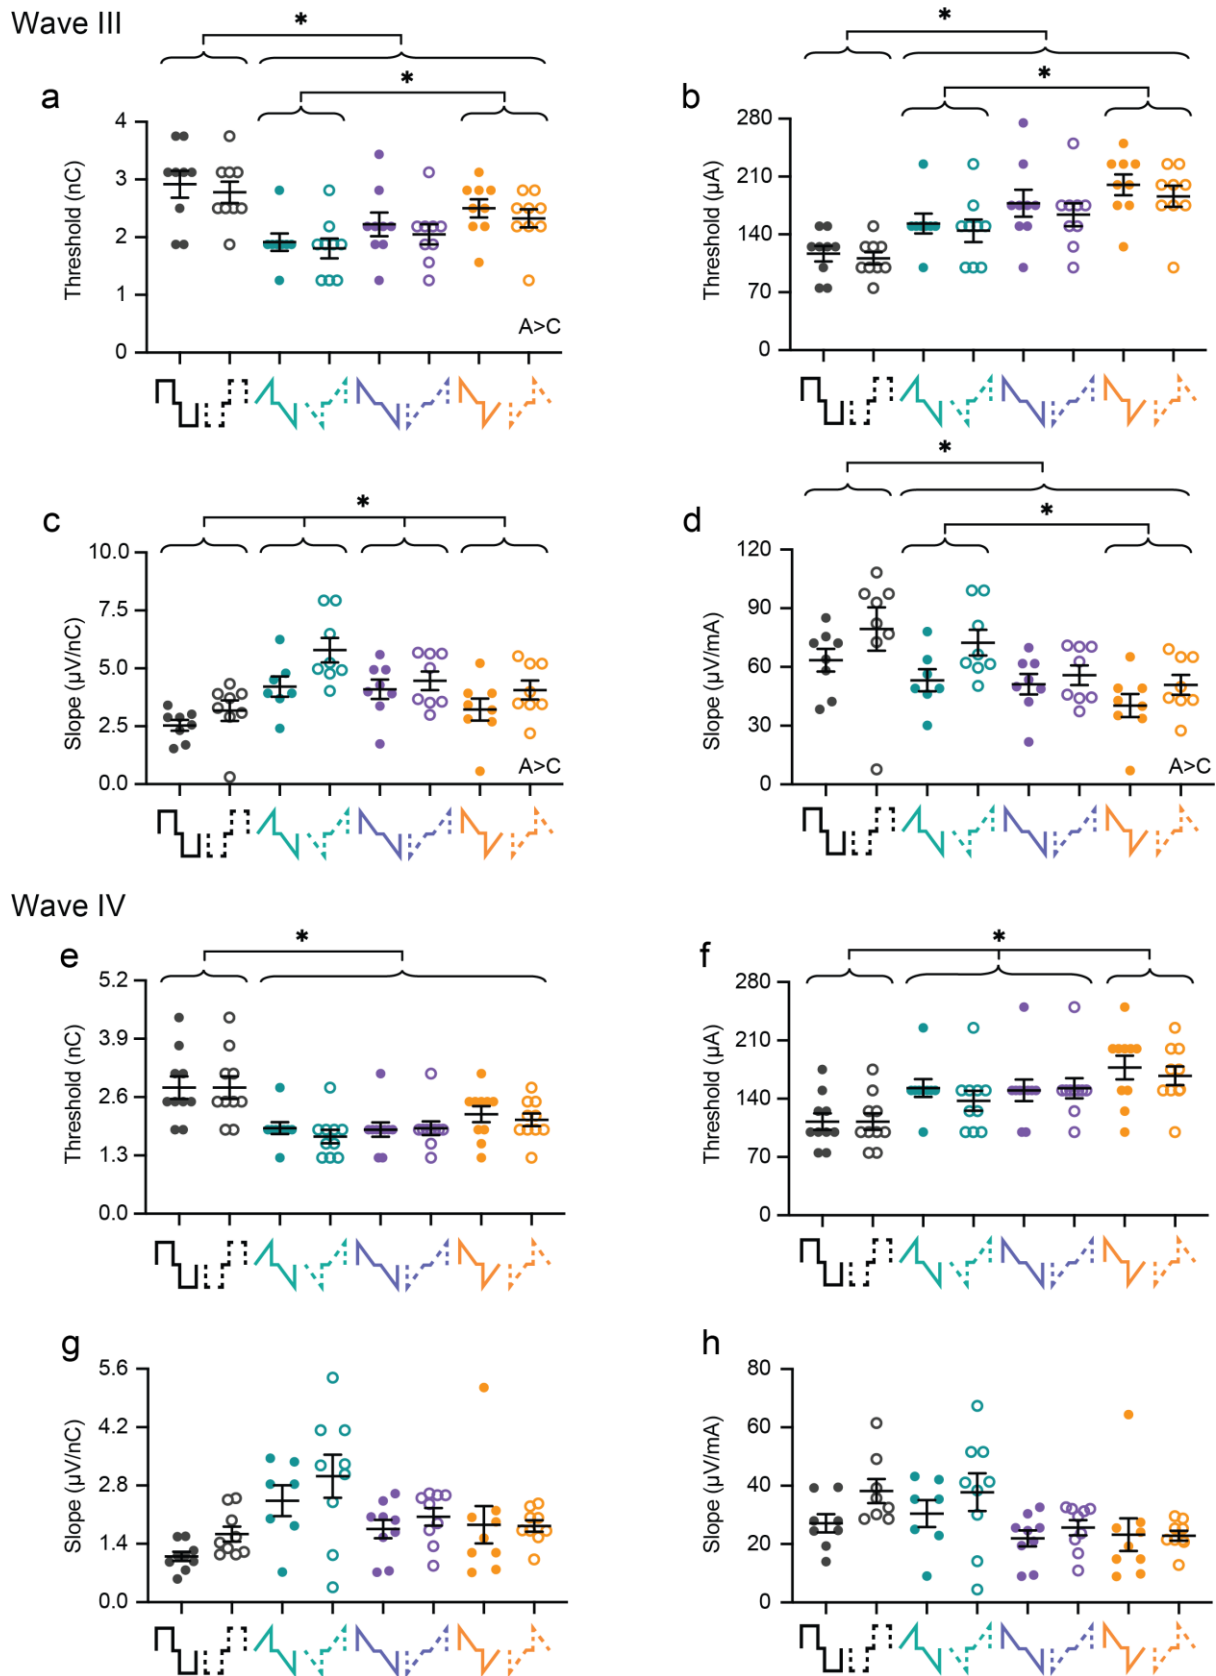 Wave III
*
*
a
Threshold (nC)
4
3
2
1
0
A>C
*
*
b
Threshold (µA)
280
210
140
70
0
*
c
Slope (µV/nC)
10.0
7.5
5.0
2.5
0.0
A>C
*
*
d
Slope (µV/mA)
120
90
60
30
0
A>C
Wave IV
*
e
Threshold (nC)
5.2
3.9
2.6
1.3
0.0
*
f
Threshold (µA)
280
210
140
70
0
g
Slope (µV/nC)
5.6
4.2
2.8
1.4
0.0
h
Slope (µV/mA)
80
60
40
20
0